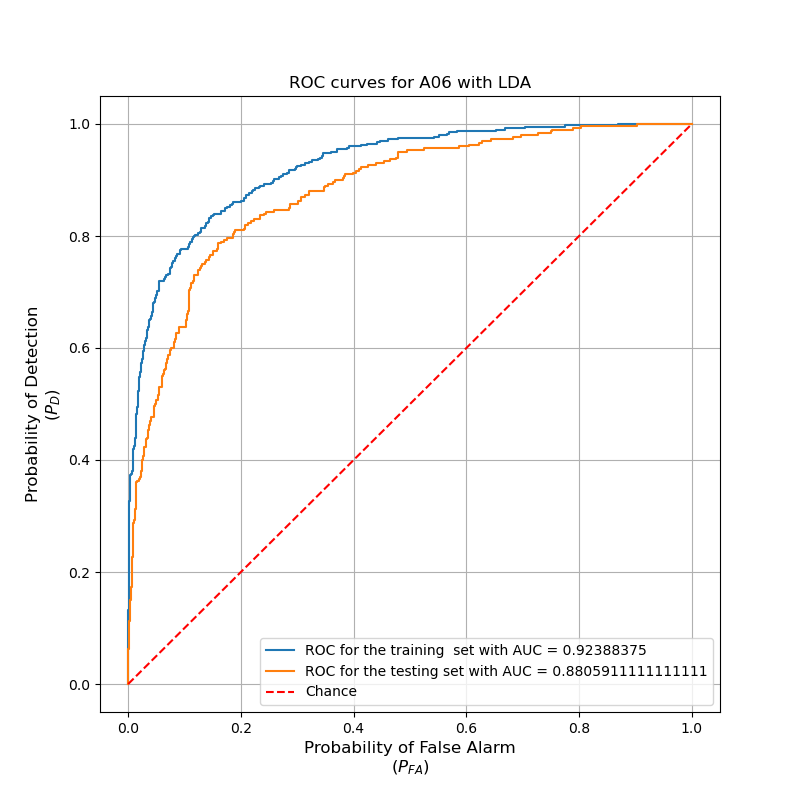 ROC curves for A06 with LDA
1.0
0.8
0.6
0.4
0.2
0.0
Probability of Detection
(P_D)
ROC for the training  set with AUC = 0.92388375
ROC for the testing set with AUC = 0.8805911111111111
Chance
0.0 0.2 0.4 0.6 0.8 1.0
Probability of False Alarm
(P_{FA})